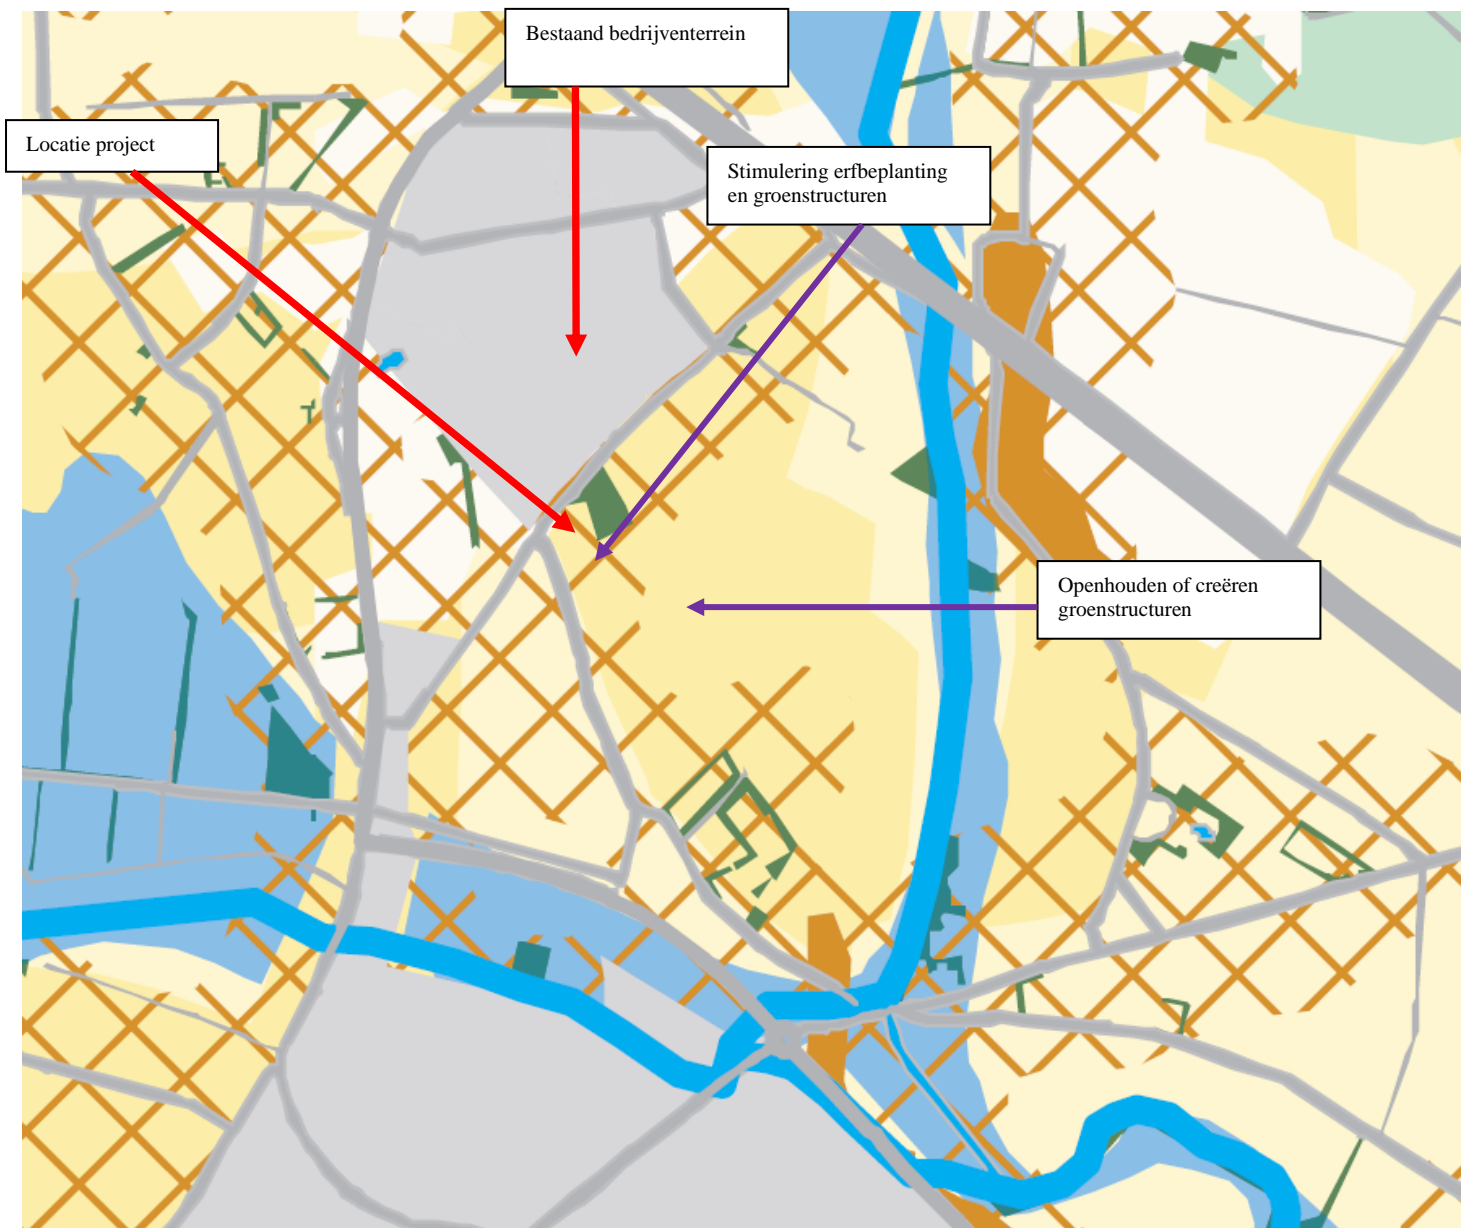 Bestaand bedrijventerrein
Locatie project
Stimulering erfbeplanting
en groenstructuren
Openhouden of creëren
groenstructuren